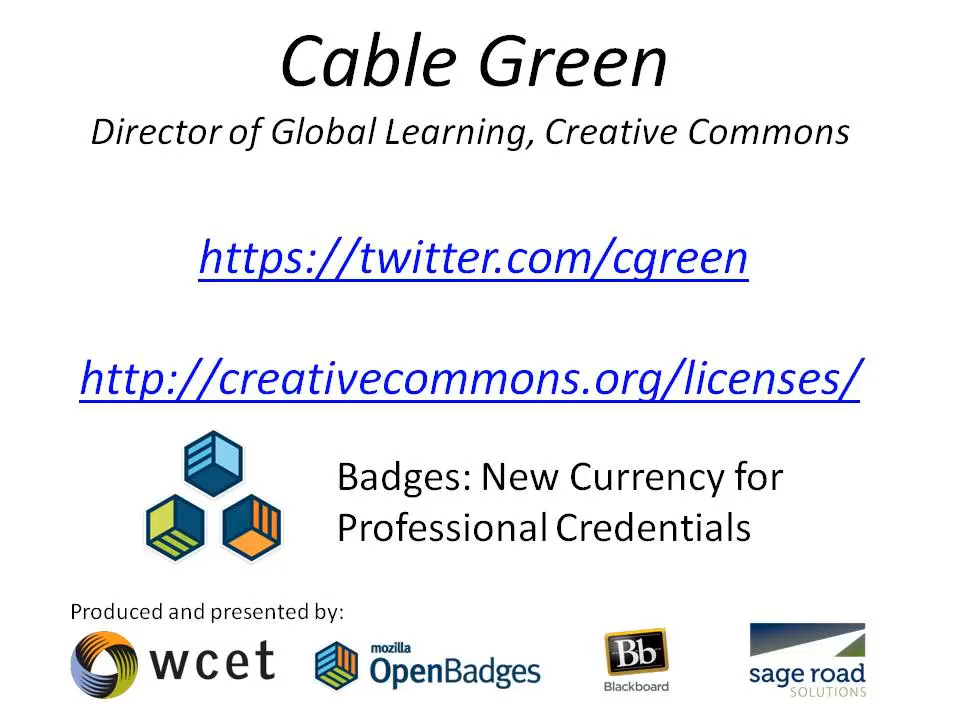 Cable Green
Director of Global Learning, Creative Commons
https://twitter.com/cgreen
http://creativecommons.org/licenses/
Badges: New Currency for
Professional Credentials
Produced and presented by:
wcet
mozilla
OpenBadges
Bb
Blackboard
sage road
SOLUTIONS